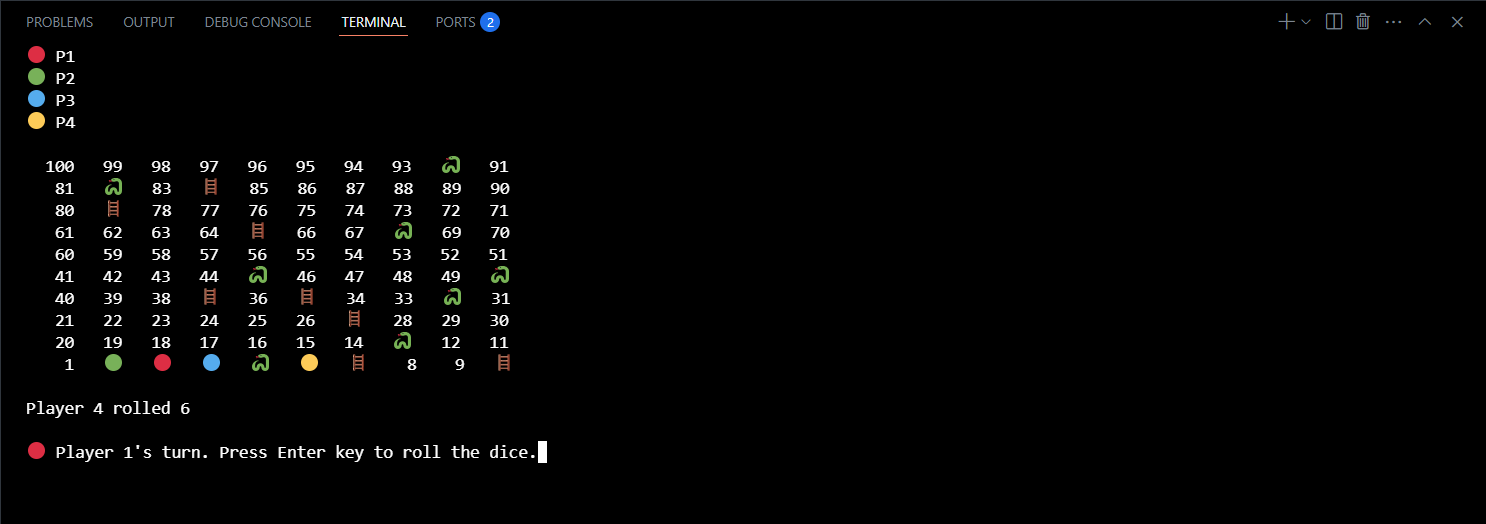 PROBLEMS OUTPUT DEBUG CONSOLE TERMINAL PORTS 2
P1
P2
P3
P4
100 99 98 97 96 95 94 93 91
81 83 85 86 87 88 89 90
80 78 77 76 75 74 73 72 71
61 62 63 64 66 67 69 70
60 59 58 57 56 55 54 53 52 51
41 42 43 44 46 47 48 49
40 39 38 36 34 33 31
21 22 23 24 25 26 28 29 30
20 19 18 17 16 15 14 12 11
1 8 9
Player 4 rolled 6
Player 1's turn. Press Enter key to roll the dice.